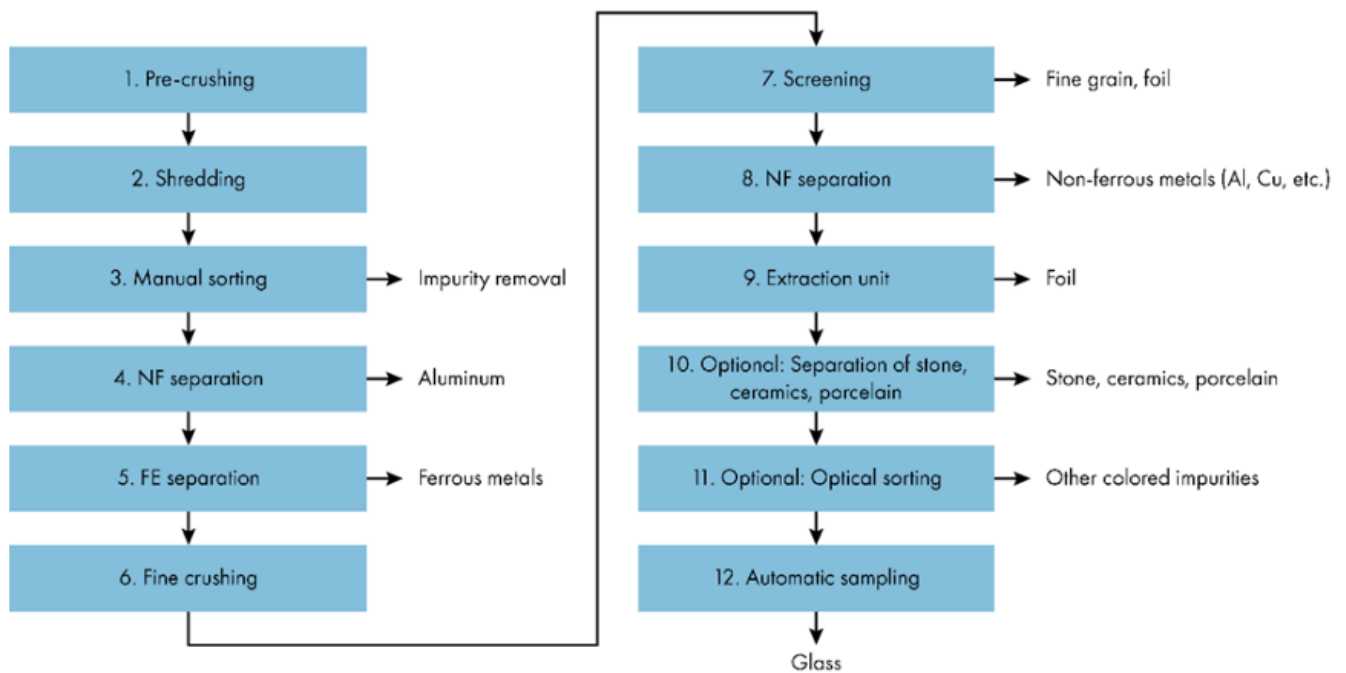 1. Pre-crushing
2. Shredding
3. Manual sorting
Impurity removal
4. NF separation
Aluminum
5. FE separation
Ferrous metals
6. Fine crushing
7. Screening
Fine grain, foil
8. NF separation
Non-ferrous metals (Al, Cu, etc.)
9. Extraction unit
Foil
10. Optional: Separation of stone,
ceramics, porcelain
Stone, ceramics, porcelain
11. Optional: Optical sorting
Other colored impurities
12. Automatic sampling
Glass